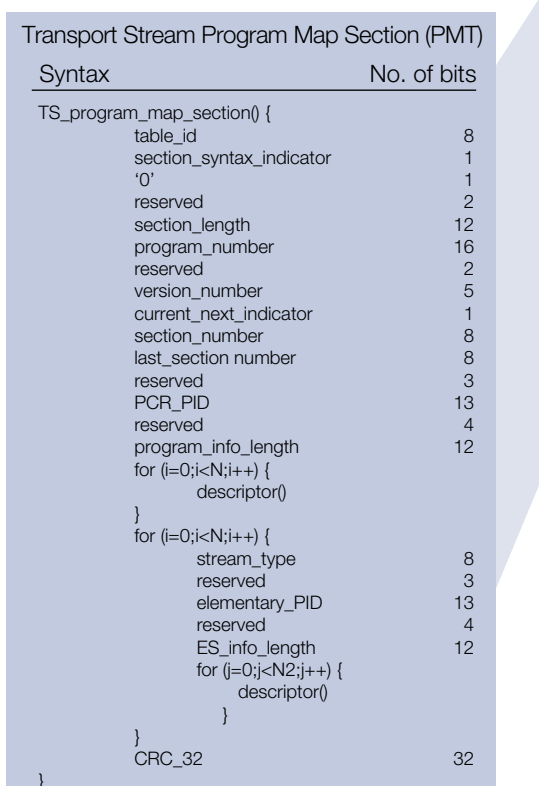 Transport Stream Program Map Section (PMT)
Syntax No. of bits
TS_program_map_section() {
table_id 8
section_syntax_indicator 1
‘0’ 1
reserved 2
section_length 12
program_number 16
reserved 2
version_number 5
current_next_indicator 1
section_number 8
last_section number 8
reserved 3
PCR_PID 13
reserved 4
program_info_length 12
for (i=0;i<N;i++) {
descriptor()
}
for (i=0;i<N;i++) {
stream_type 8
reserved 3
elementary_PID 13
reserved 4
ES_info_length 12
for (j=0;j<N2;j++) {
descriptor()
}
}
CRC_32 32
}